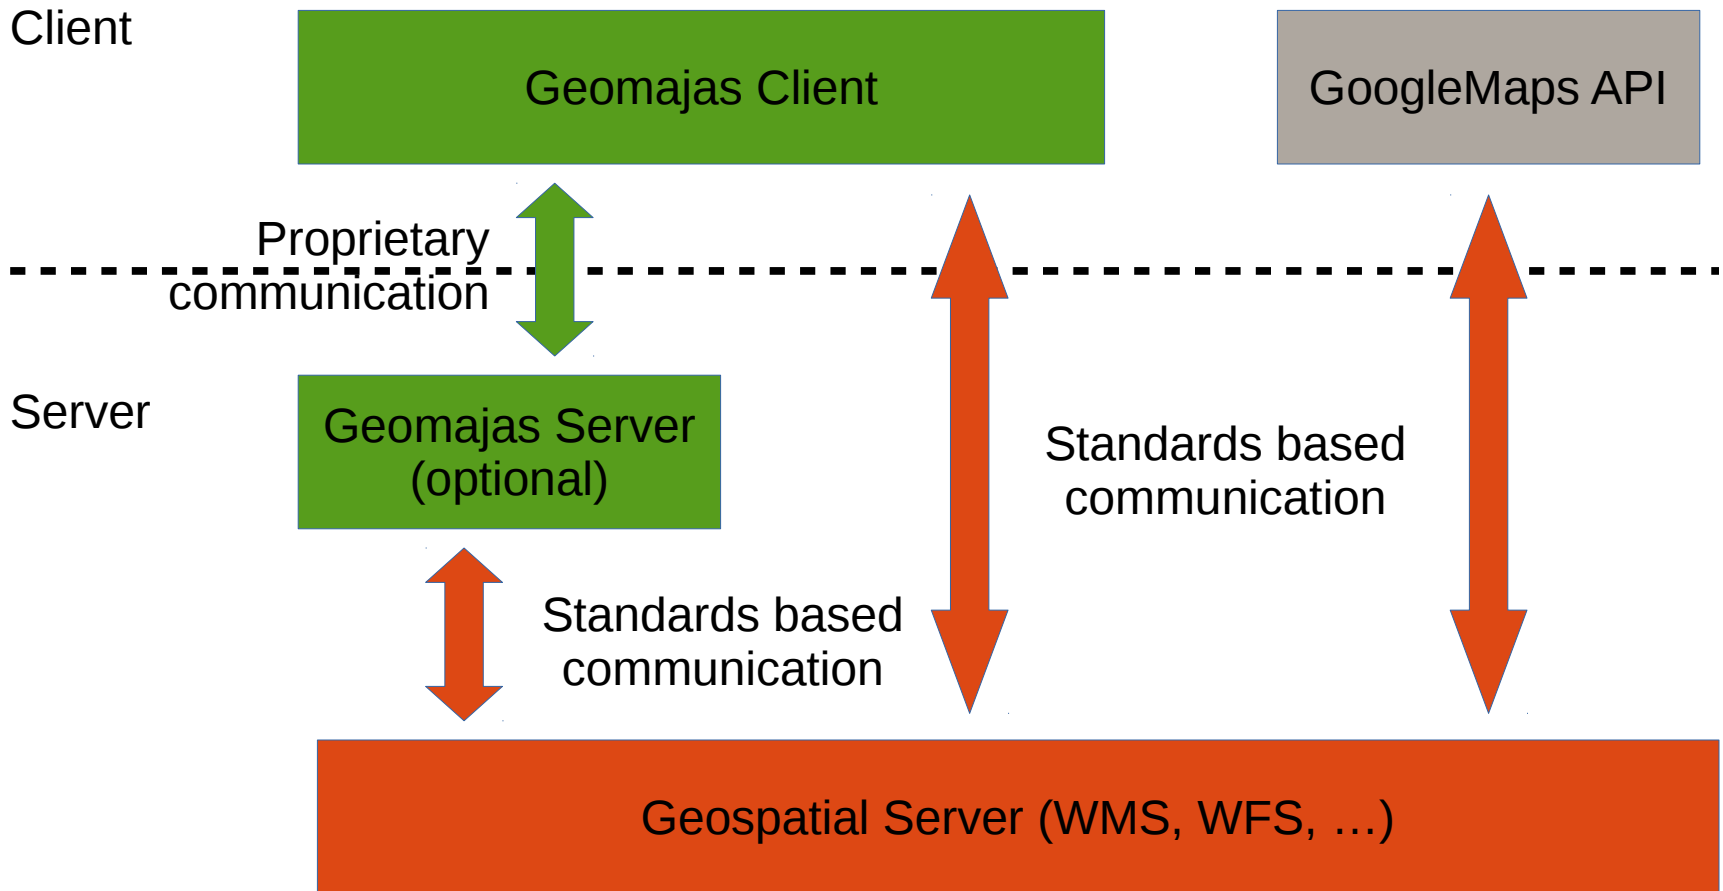 Client
Geomajas Client
GoogleMaps API
Proprietary
communication
Server
Geomajas Server
(optional)
Standards based
communication
Standards based
communication
Geospatial Server (WMS, WFS, …)